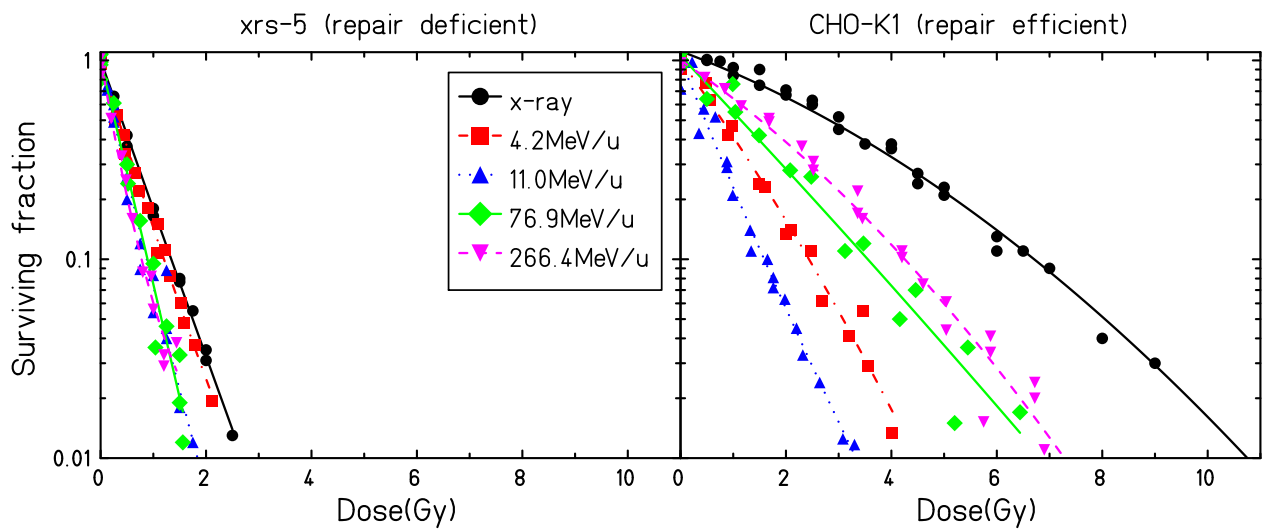 xrs-5 (repair deficient)
CHO-K1 (repair efficient)
Surviving fraction
1
0.1
0.01
x-ray
4.2MeV/u
11.0MeV/u
76.9MeV/u
266.4MeV/u
0 2 4 6 8 10
0 2 4 6 8 10
Dose(Gy)
Dose(Gy)